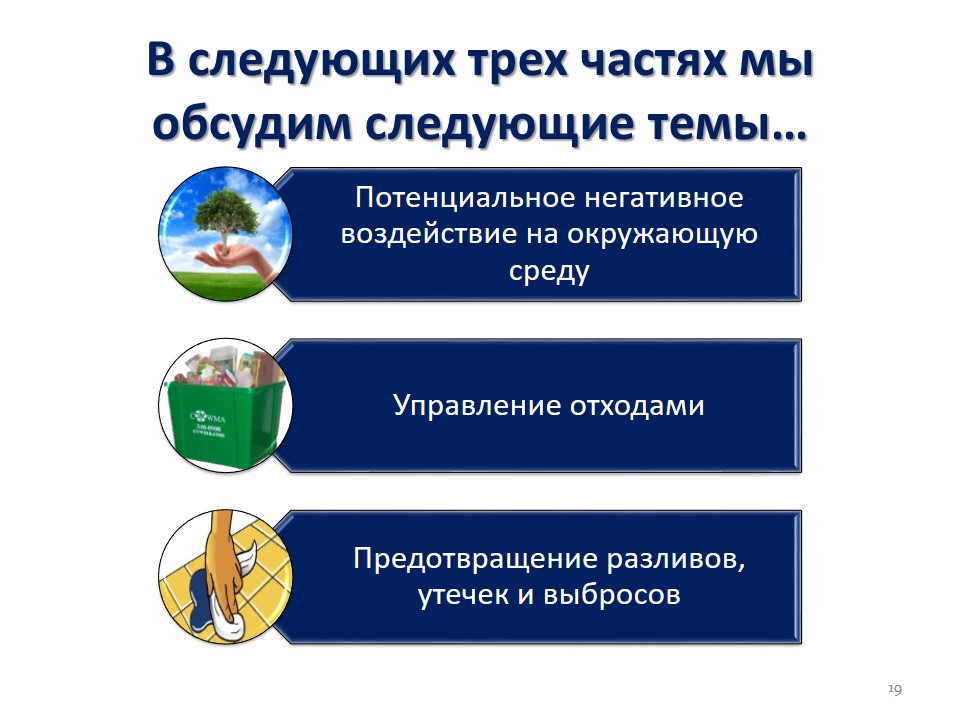 В следующих трех частях мы
обсудим следующие темы...
Потенциальное негативное
воздействие на окружающую
среду
Управление отходами
Предотвращение разливов,
утечек и выбросов
19